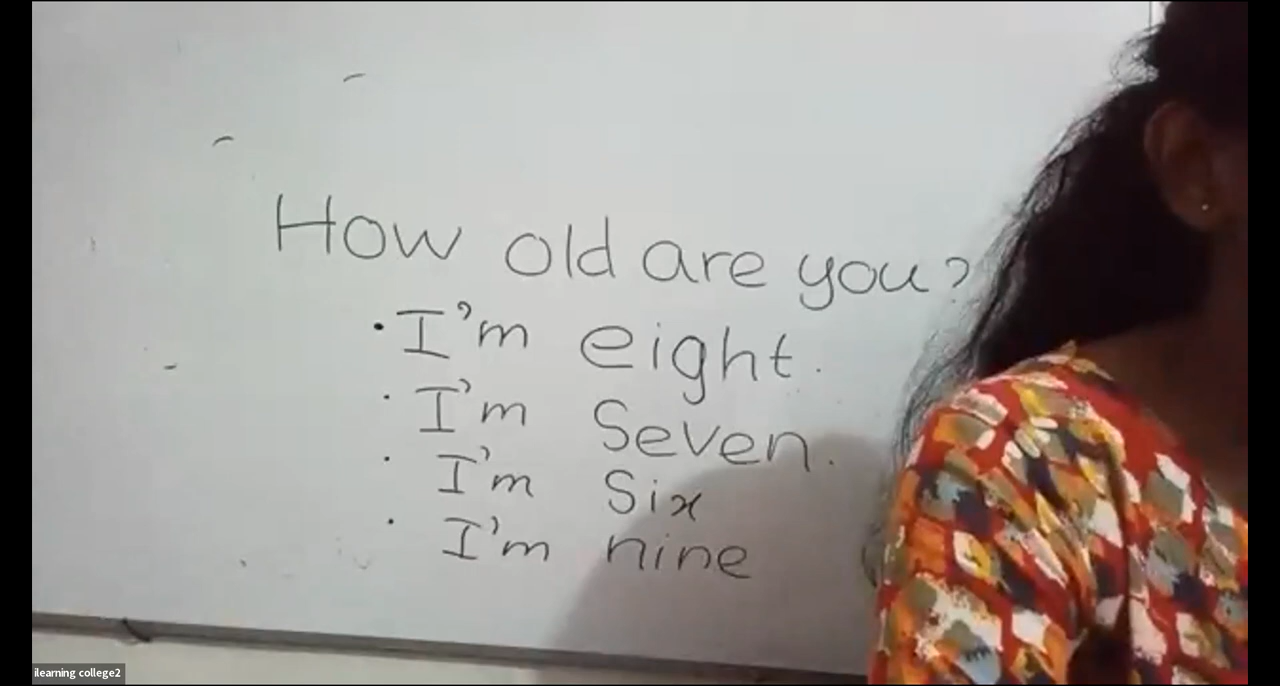 How old are you?
• I'm eight.
• I'm Seven.
• I'm Six
• I'm nine
ilearning college2